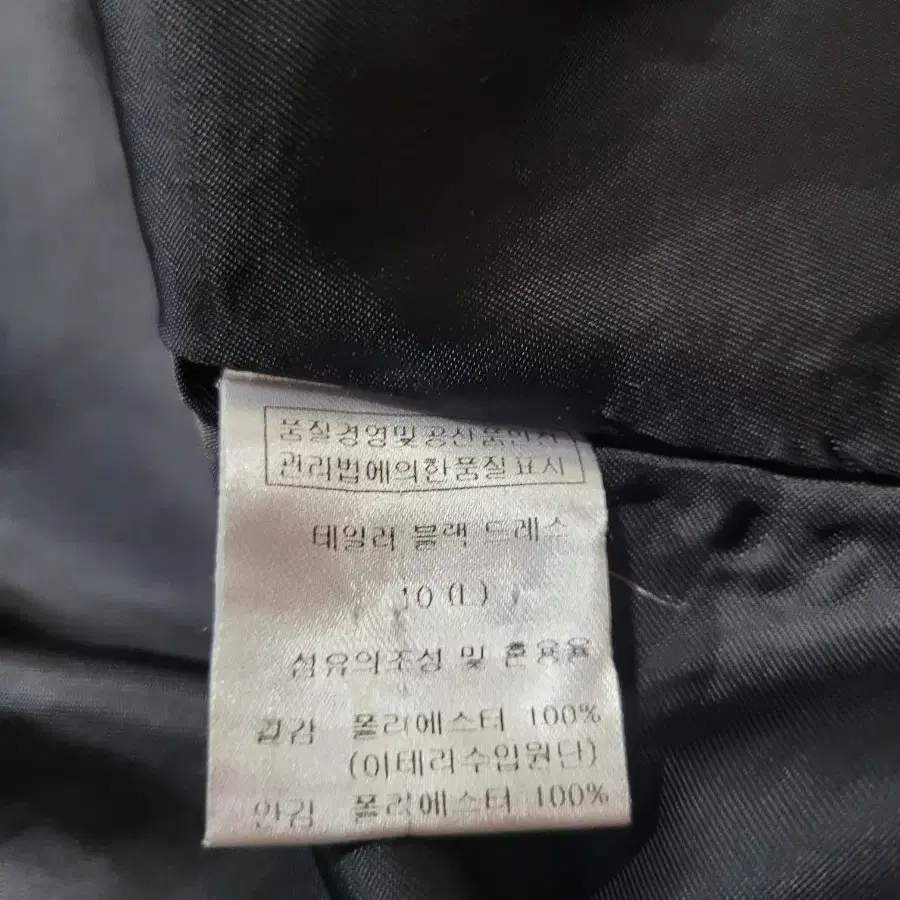 품질경영및공산품안전
관리법에의한품질표시
테일러 블랙 드레스
10 (L)
섬유의조성 및 혼용율
겉감 폴리에스터 100%
(이테리수입원단)
안감 폴리에스터 100%